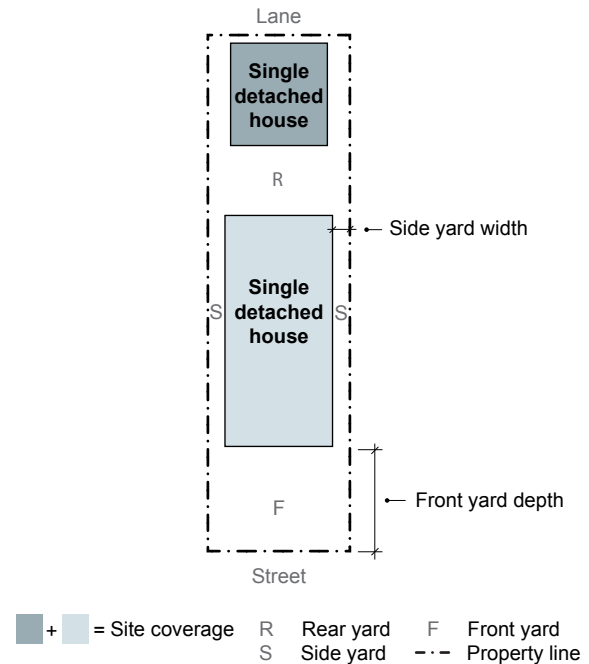 Lane
Single
detached
house
R
Side yard width
Single
S detached S
house
Front yard depth
F
Street
+ = Site coverage R Rear yard F Front yard
S Side yard Property line